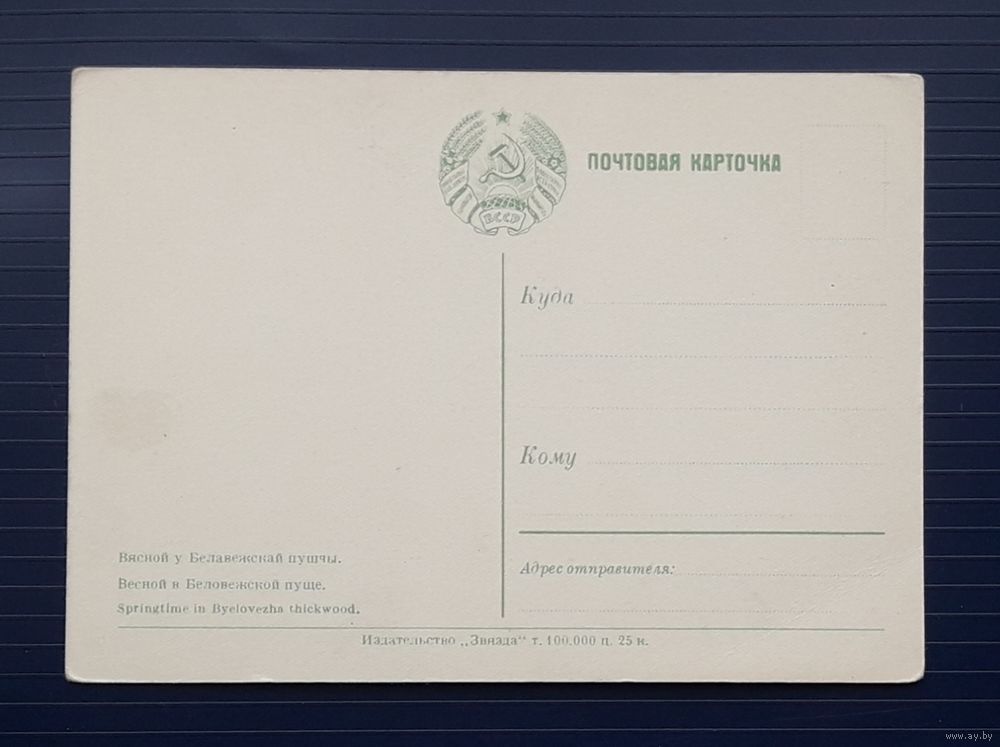 БССР
ПОЧТОВАЯ КАРТОЧКА
Куда
Кому
Адрес отправителя:
Вясной у Белавежскай пушчы.
Весной в Беловежской пуще.
Springtime in Byelovezha thickwood.
Издательство „Звязда“ т. 100.000 ц. 25 к.
www.ay.by